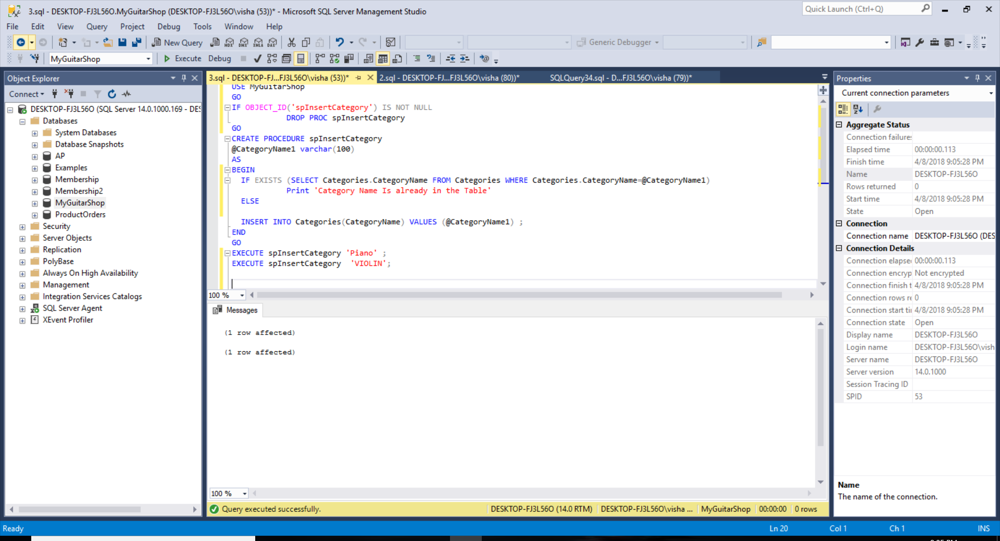 3.sql - DESKTOP-FJ3L56O.MyGuitarShop (DESKTOP-FJ3L56O\visha (53))* - Microsoft SQL Server Management Studio
Quick Launch (Ctrl+Q)
File Edit View Query Project Debug Tools Window Help
New Query MDX DMX XMLA DAX Generic Debugger
MyGuitarShop Execute Debug
Object Explorer
Connect
DESKTOP-FJ3L56O (SQL Server 14.0.1000.169 - DES
Databases
System Databases
Database Snapshots
AP
Examples
Membership
Membership2
MyGuitarShop
ProductOrders
Security
Server Objects
Replication
PolyBase
Always On High Availability
Management
Integration Services Catalogs
SQL Server Agent
XEvent Profiler
3.sql - DESKTOP-FJ...FJ3L56O\visha (53))* 2.sql - DESKTOP-FJ...FJ3L56O\visha (80))* SQLQuery34.sql - D...FJ3L56O\visha (79))*
USE MyGuitarShop
GO
IF OBJECT_ID('spInsertCategory') IS NOT NULL
DROP PROC spInsertCategory
GO
CREATE PROCEDURE spInsertCategory
@CategoryName1 varchar(100)
AS
BEGIN
IF EXISTS (SELECT Categories.CategoryName FROM Categories WHERE Categories.CategoryName=@CategoryName1)
Print 'Category Name Is already in the Table'
ELSE
INSERT INTO Categories(CategoryName) VALUES (@CategoryName1) ;
END
GO
EXECUTE spInsertCategory 'Piano' ;
EXECUTE spInsertCategory 'VIOLIN';
100 %
Messages
(1 row affected)
(1 row affected)
100 %
Query executed successfully. DESKTOP-FJ3L56O (14.0 RTM) DESKTOP-FJ3L56O\visha ... MyGuitarShop 00:00:00 0 rows
Properties
Current connection parameters
Aggregate Status
Connection failures
Elapsed time 00:00:00.113
Finish time 4/8/2018 9:05:28 PM
Name DESKTOP-FJ3L56O
Rows returned 0
Start time 4/8/2018 9:05:28 PM
State Open
Connection
Connection name DESKTOP-FJ3L56O (DES
Connection Details
Connection elapse 00:00:00.113
Connection encryp Not encrypted
Connection finish t 4/8/2018 9:05:28 PM
Connection rows re 0
Connection start tir 4/8/2018 9:05:28 PM
Connection state Open
Display name DESKTOP-FJ3L56O
Login name DESKTOP-FJ3L56O\vish
Server name DESKTOP-FJ3L56O
Server version 14.0.1000
Session Tracing ID
SPID 53
Name
The name of the connection.
Ready Ln 20 Col 1 Ch 1 INS